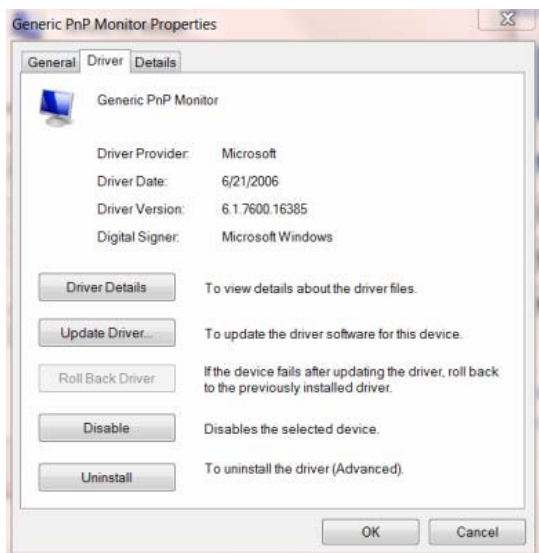 Generic PnP Monitor Properties
General Driver Details
Generic PnP Monitor
Driver Provider: Microsoft
Driver Date: 6/21/2006
Driver Version: 6.1.7600.16385
Digital Signer: Microsoft Windows
Driver Details To view details about the driver files.
Update Driver... To update the driver software for this device.
Roll Back Driver If the device fails after updating the driver, roll back
to the previously installed driver.
Disable Disables the selected device.
Uninstall To uninstall the driver (Advanced).
OK Cancel